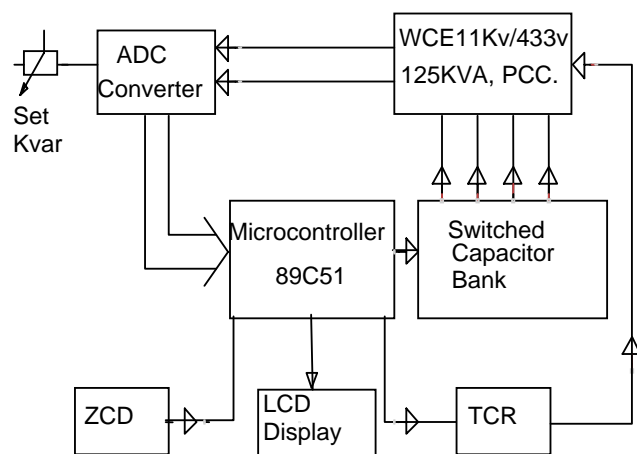 ADC
Converter
WCE11Kv/433v
125KVA, PCC.
Set
Kvar
Microcontroller
89C51
Switched
Capacitor
Bank
ZCD
LCD
Display
TCR